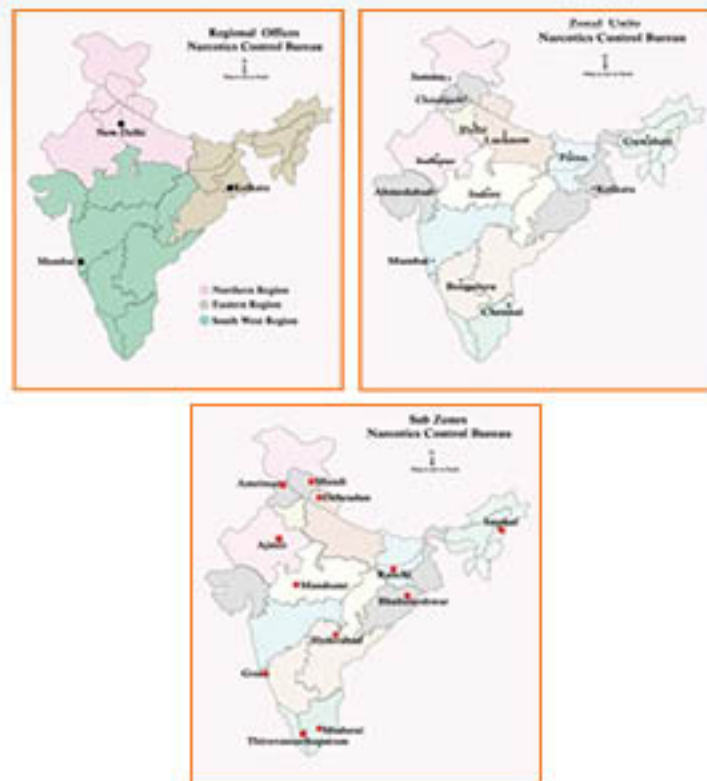 Regional Offices
Narcotics Control Bureau
New Delhi
Kolkata
Mumbai
Northern Region
Eastern Region
South West Region
Zonal Units
Narcotics Control Bureau
Jammu
Chandigarh
Delhi
Lucknow
Guwahati
Jodhpur
Patna
Ahmedabad
Indore
Kolkata
Mumbai
Bengaluru
Chennai
Sub Zones
Narcotics Control Bureau
Amritsar
Mandi
Dehradun
Ajmer
Ranchi
Mandsaur
Bhubaneshwar
Hyderabad
Goa
Madurai
Thiruvananthapuram